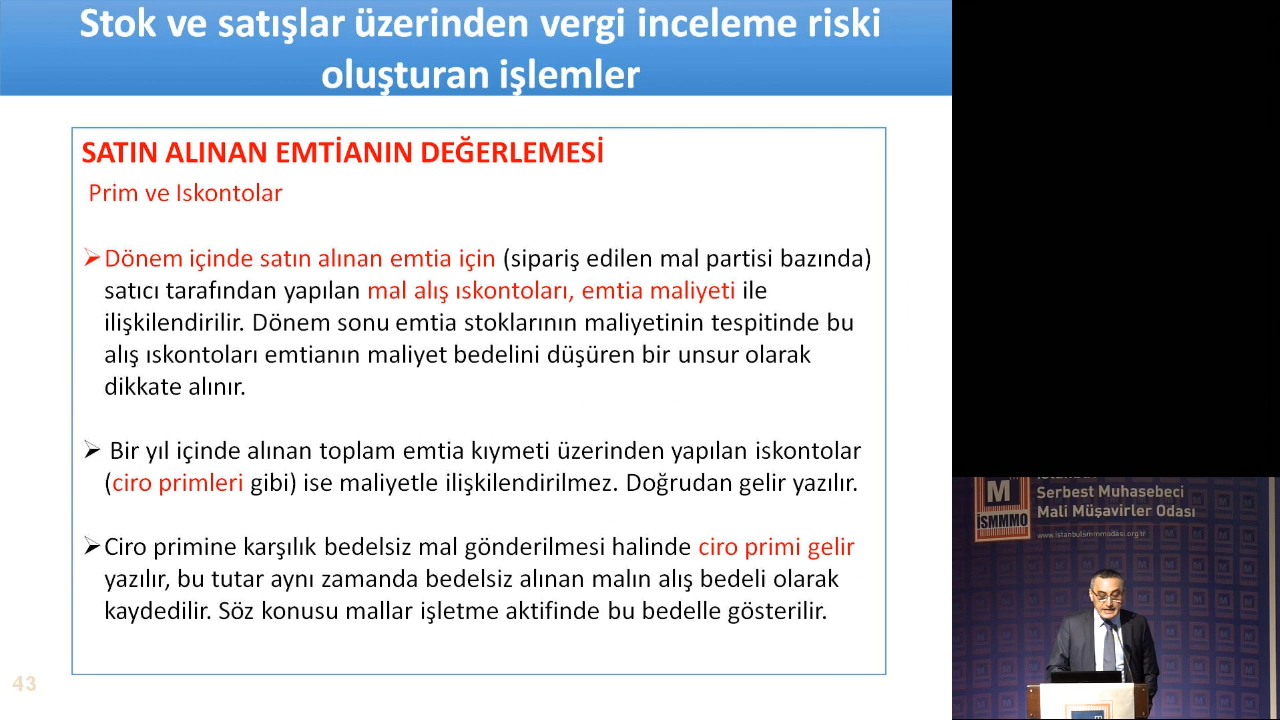 Stok ve satışlar üzerinden vergi inceleme riski
oluşturan işlemler
SATIN ALINAN EMTİANIN DEĞERLEMESİ
Prim ve Iskontolar
➢Dönem içinde satın alınan emtia için (sipariş edilen mal partisi bazında)
satıcı tarafından yapılan mal alış ıskontoları, emtia maliyeti ile
ilişkilendirilir. Dönem sonu emtia stoklarının maliyetinin tespitinde bu
alış ıskontoları emtianın maliyet bedelini düşüren bir unsur olarak
dikkate alınır.
➢ Bir yıl içinde alınan toplam emtia kıymeti üzerinden yapılan iskontolar
(ciro primleri gibi) ise maliyetle ilişkilendirilmez. Doğrudan gelir yazılır.
➢Ciro primine karşılık bedelsiz mal gönderilmesi halinde ciro primi gelir
yazılır, bu tutar aynı zamanda bedelsiz alınan malın alış bedeli olarak
kaydedilir. Söz konusu mallar işletme aktifinde bu bedelle gösterilir.
43
M
İSMMMO
Serbest Muhasebeci
Mali Müşavirler Odası
www.istanbulsmmmodasi.org.tr